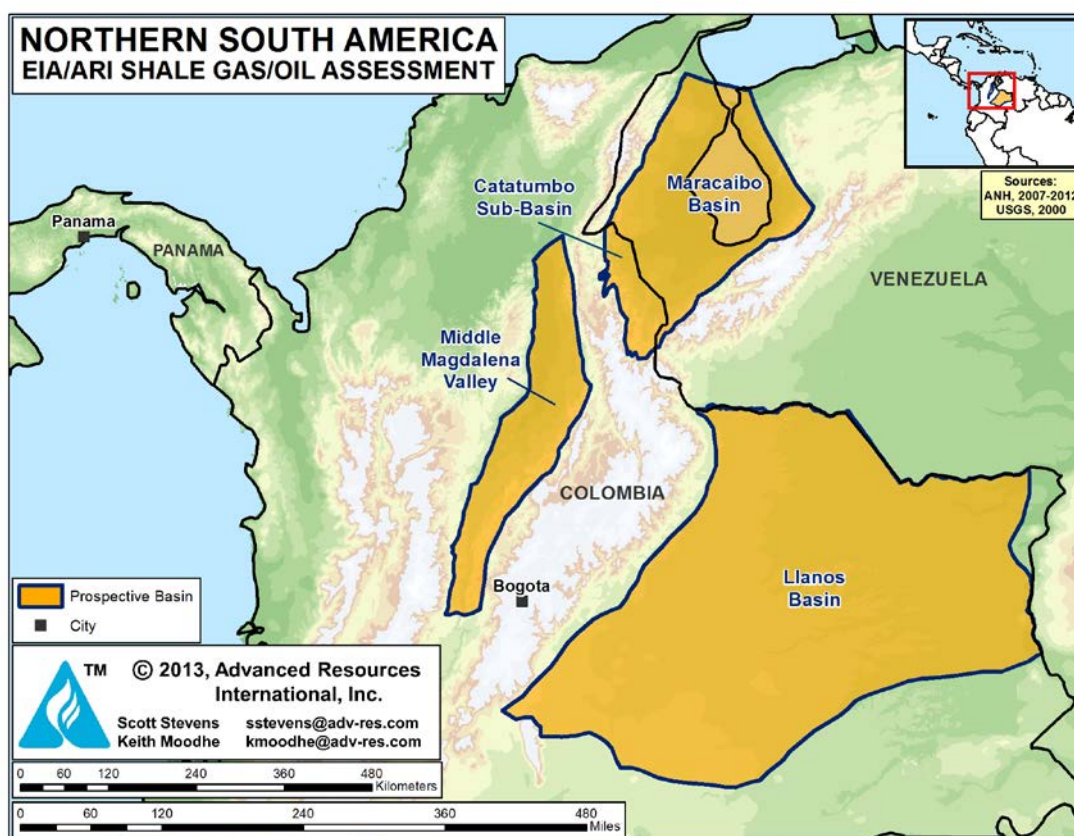 NORTHERN SOUTH AMERICA
EIA/ARI SHALE GAS/OIL ASSESSMENT
Sources:
ANH, 2007-2012
USGS, 2000
Catatumbo
Sub-Basin
Maracaibo
Basin
Panama
PANAMA
VENEZUELA
Middle
Magdalena
Valley
COLOMBIA
Llanos
Basin
Bogota
Prospective Basin
City
TM
© 2013, Advanced Resources
International, Inc.
Scott Stevens sstevens@adv-res.com
Keith Moodhe kmoodhe@adv-res.com
0 60 120 240 360 480
Kilometers
0 60 120 240 360 480
Miles